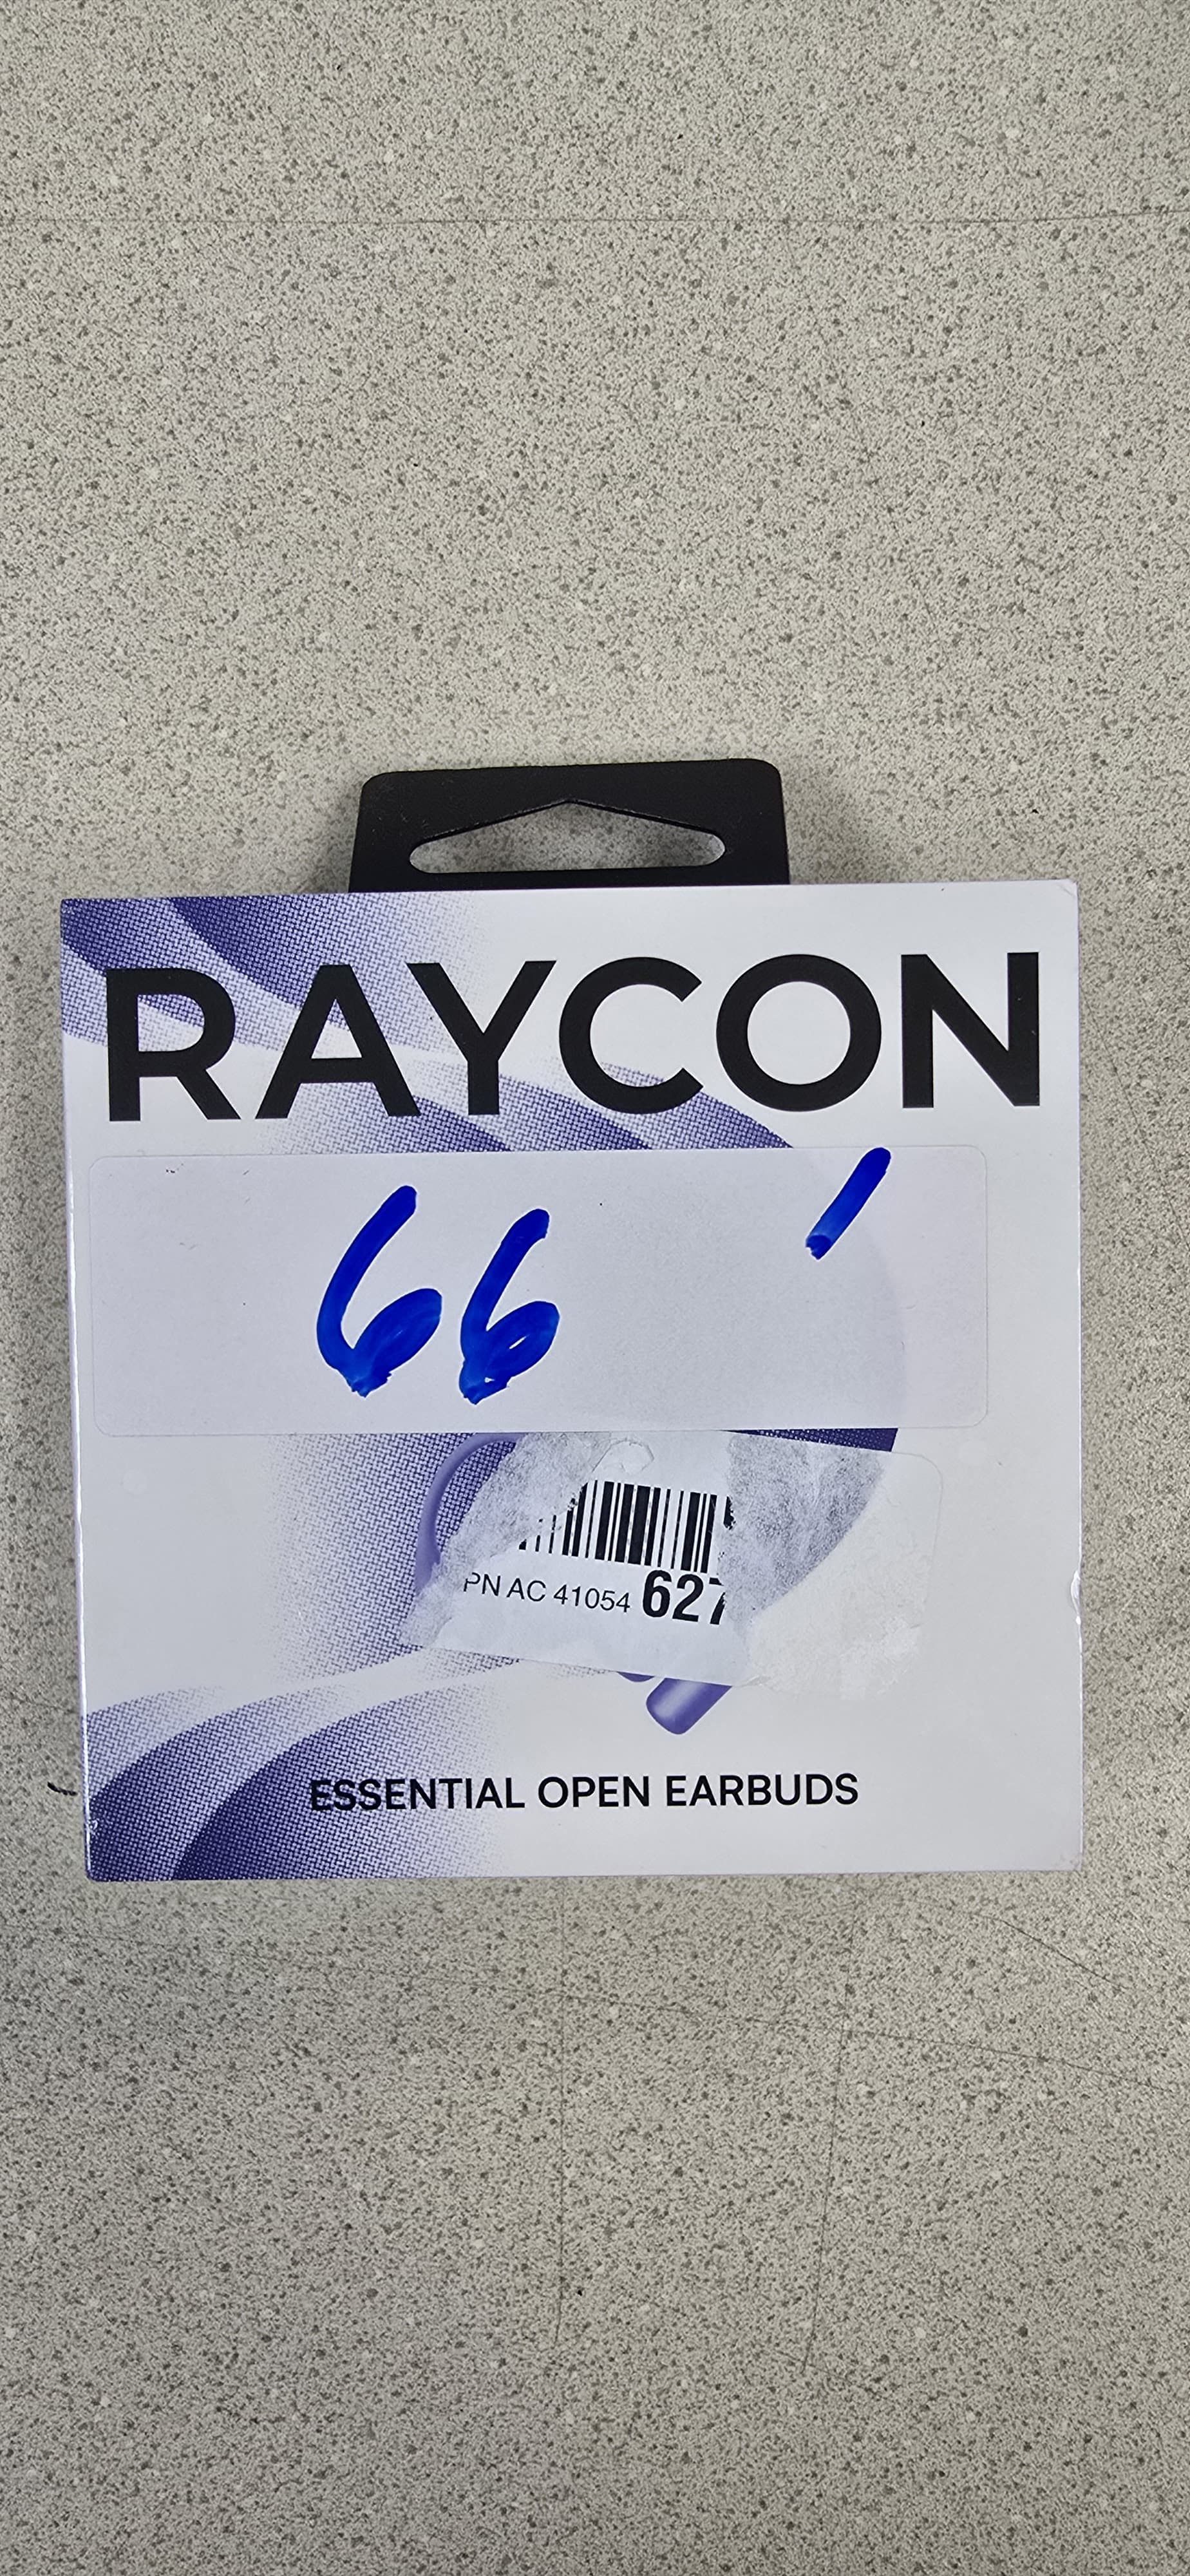 RAYCON
66
PN AC 41054 627
ESSENTIAL OPEN EARBUDS